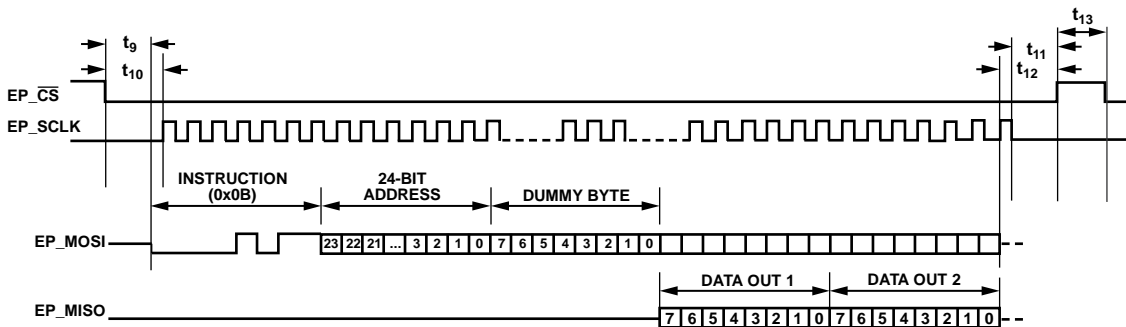 t13
t9
t11
t10
t12
EP_CS
EP_SCLK
INSTRUCTION
(0x0B)
24-BIT
ADDRESS
DUMMY BYTE
EP_MOSI
23 22 21 ... 3 2 1 0 7 6 5 4 3 2 1 0
DATA OUT 1
DATA OUT 2
EP_MISO
7 6 5 4 3 2 1 0 7 6 5 4 3 2 1 0